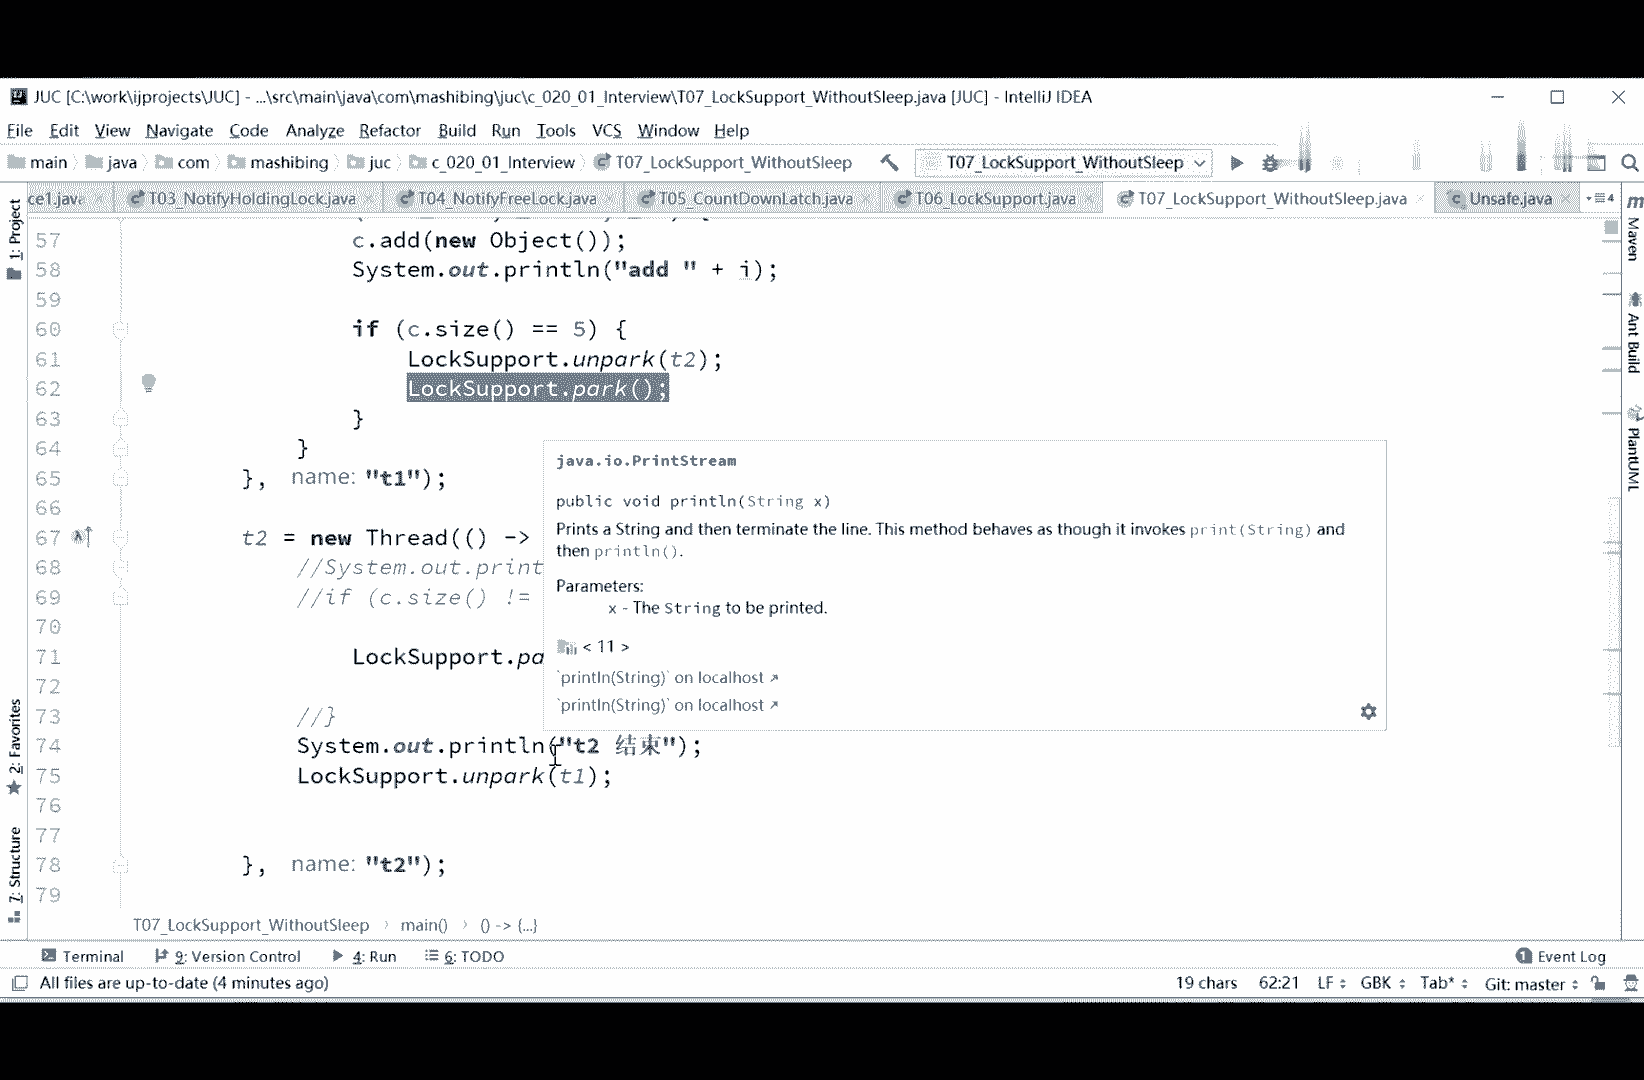 JUC [C:\work\ijprojects\JUC] - ...\src\main\java\com\mashibing\juc\c_020_01_Interview\T07_LockSupport_WithoutSleep.java [JUC] - IntelliJ IDEA
File Edit View Navigate Code Analyze Refactor Build Run Tools VCS Window Help
main java com mashibing juc c_020_01_Interview T07_LockSupport_WithoutSleep T07_LockSupport_WithoutSleep
ce1.java T03_NotifyHoldingLock.java T04_NotifyFreeLock.java T05_CountDownLatch.java T06_LockSupport.java T07_LockSupport_WithoutSleep.java Unsafe.java 4
1: Project
2: Favorites
7: Structure
57 c.add(new Object());
58 System.out.println("add " + i);
59
60 if (c.size() == 5) {
61 LockSupport.unpark(t2);
62 LockSupport.park();
63 }
64 }
65 }, name: "t1");
66
67 t2 = new Thread(() ->
68 //System.out.print
69 //if (c.size() !=
70
71 LockSupport.pa
72
73 //}
74 System.out.println("t2 结束");
75 LockSupport.unpark(t1);
76
77
78 }, name: "t2");
79
java.io.PrintStream
public void println(String x)
Prints a String and then terminate the line. This method behaves as though it invokes print(String) and
then println().
Parameters:
x - The String to be printed.
< 11 >
`println(String)` on localhost ↗
`println(String)` on localhost ↗
m
Maven
Ant Build
PlantUML
T07_LockSupport_WithoutSleep › main() › () -> {...}
Terminal 9: Version Control 4: Run 6: TODO 1 Event Log
All files are up-to-date (4 minutes ago) 19 chars 62:21 LF GBK Tab* Git: master